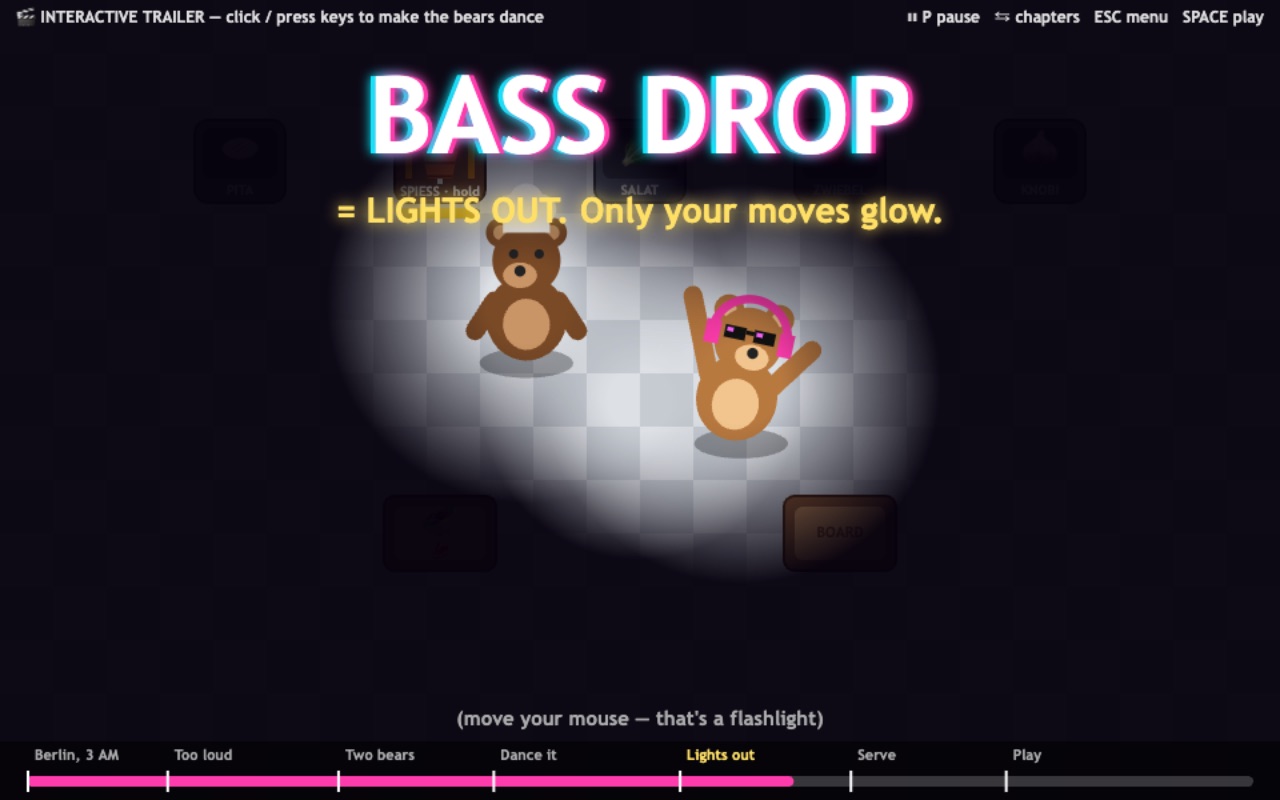 INTERACTIVE TRAILER — click / press keys to make the bears dance
P pause ⇆ chapters ESC menu SPACE play
BASS DROP
PITA
SPIESS · hold
SALAT
= LIGHTS OUT. Only your moves glow.
BOARD
(move your mouse — that's a flashlight)
Berlin, 3 AM
Too loud
Two bears
Dance it
Lights out
Serve
Play